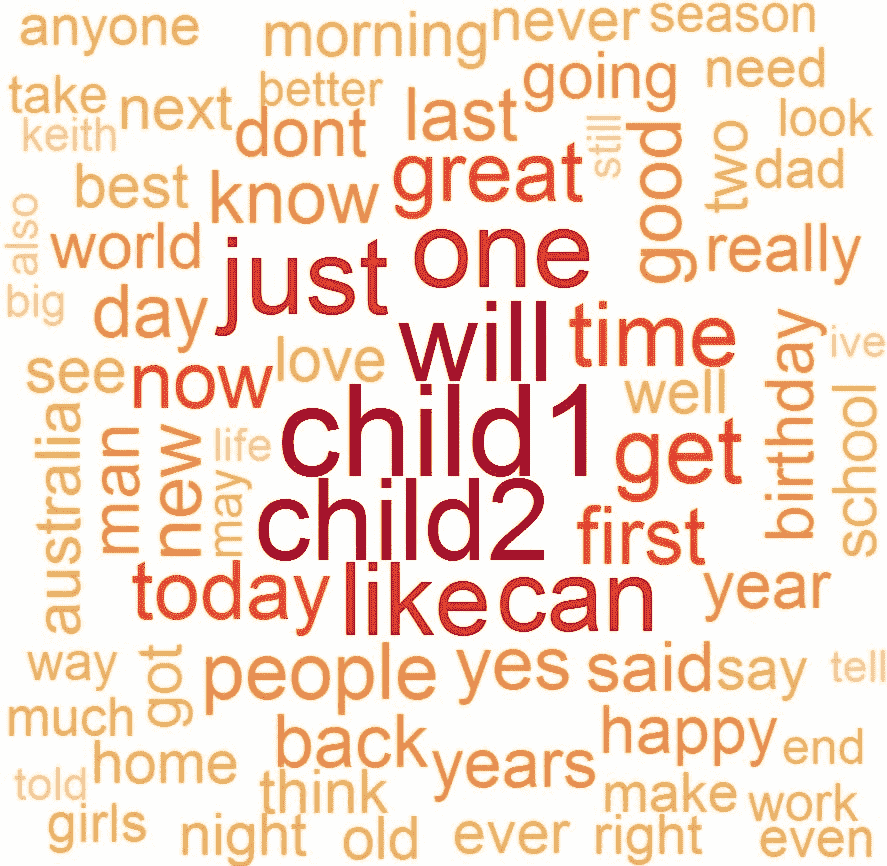 anyone morning never season
take next better going need
keith dont last still good two look
best know great dad
also world just one really
big day will time ive
see now love well birthday
australia man new life child1 get school
may child2 first
today like can year
way got people yes said say tell
much back years happy end
told home think make work
girls night old ever right even